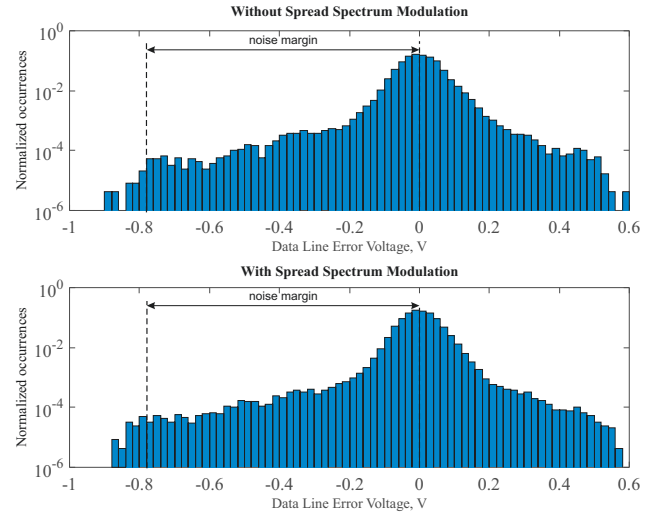 Without Spread Spectrum Modulation
noise margin
Normalized occurrences
10^0
10^-2
10^-4
10^-6
-1 -0.8 -0.6 -0.4 -0.2 0 0.2 0.4 0.6
Data Line Error Voltage, V
With Spread Spectrum Modulation
noise margin
Normalized occurrences
10^0
10^-2
10^-4
10^-6
-1 -0.8 -0.6 -0.4 -0.2 0 0.2 0.4 0.6
Data Line Error Voltage, V